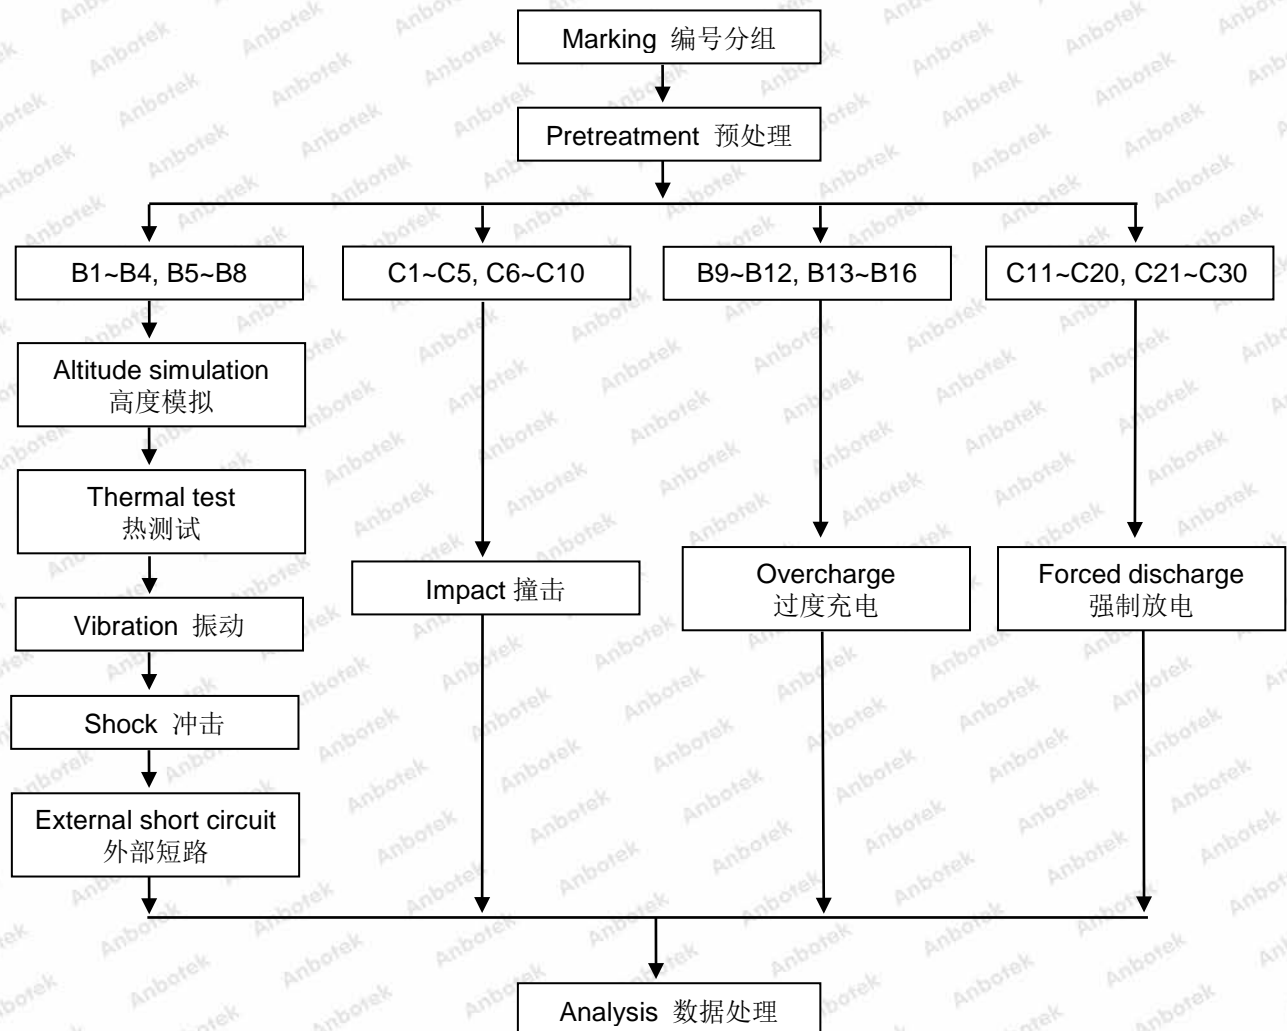 Marking 编号分组
Pretreatment 预处理
B1~B4, B5~B8
C1~C5, C6~C10
B9~B12, B13~B16
C11~C20, C21~C30
Altitude simulation
高度模拟
Thermal test
热测试
Vibration 振动
Shock 冲击
External short circuit
外部短路
Impact 撞击
Overcharge
过度充电
Forced discharge
强制放电
Analysis 数据处理
Anbotek